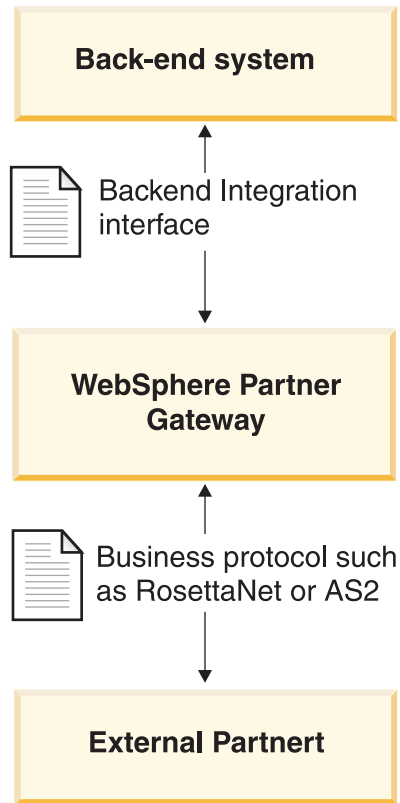 Back-end system
Backend Integration
interface
WebSphere Partner
Gateway
Business protocol such
as RosettaNet or AS2
External Partnert